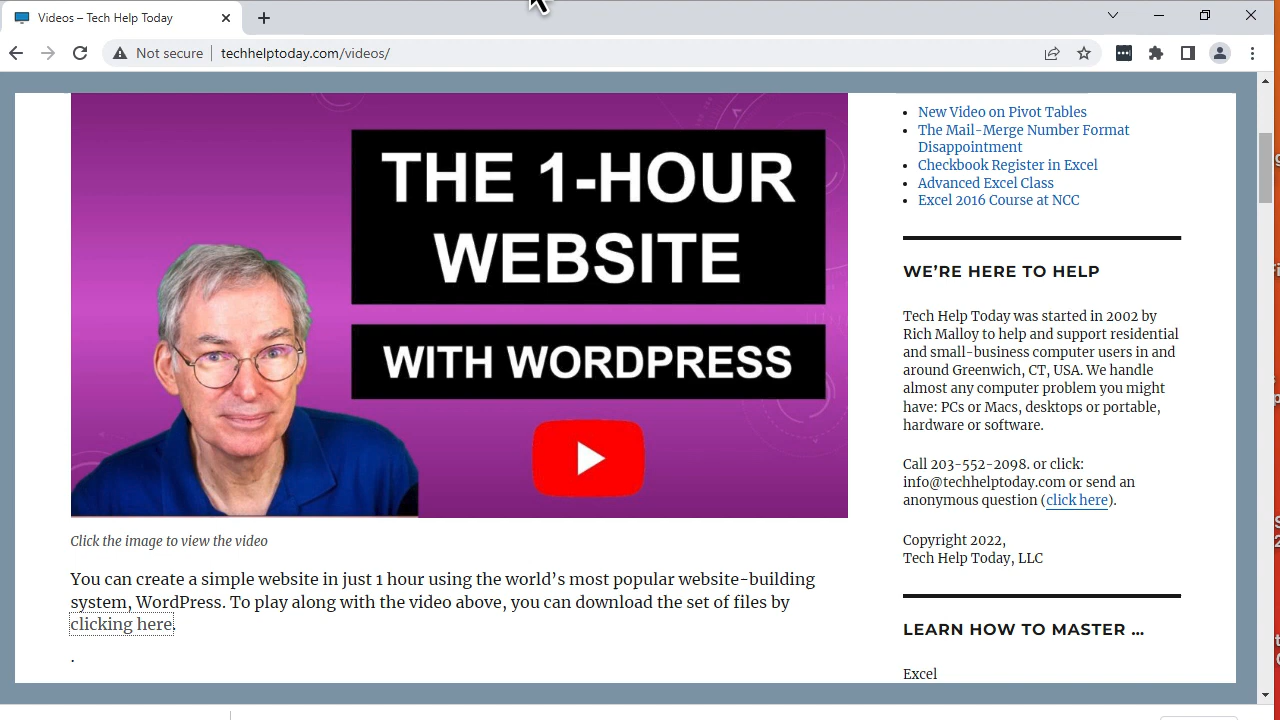 Videos – Tech Help Today
Not secure
techhelptoday.com/videos/
THE 1-HOUR
WEBSITE
WITH WORDPRESS
Click the image to view the video
You can create a simple website in just 1 hour using the world’s most popular website-building
system, WordPress. To play along with the video above, you can download the set of files by
clicking here.
.
New Video on Pivot Tables
The Mail-Merge Number Format
Disappointment
Checkbook Register in Excel
Advanced Excel Class
Excel 2016 Course at NCC
WE’RE HERE TO HELP
Tech Help Today was started in 2002 by
Rich Malloy to help and support residential
and small-business computer users in and
around Greenwich, CT, USA. We handle
almost any computer problem you might
have: PCs or Macs, desktops or portable,
hardware or software.
Call 203-552-2098. or click:
info@techhelptoday.com or send an
anonymous question (click here).
Copyright 2022,
Tech Help Today, LLC
LEARN HOW TO MASTER …
Excel